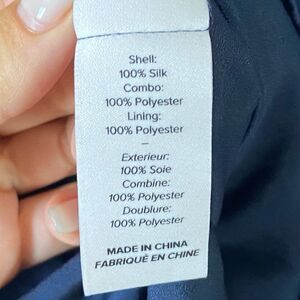 Shell:
100% Silk
Combo:
100% Polyester
Lining:
100% Polyester
–
Exterieur:
100% Soie
Combine:
100% Polyester
Doublure:
100% Polyester
MADE IN CHINA
FABRIQUÉ EN CHINE